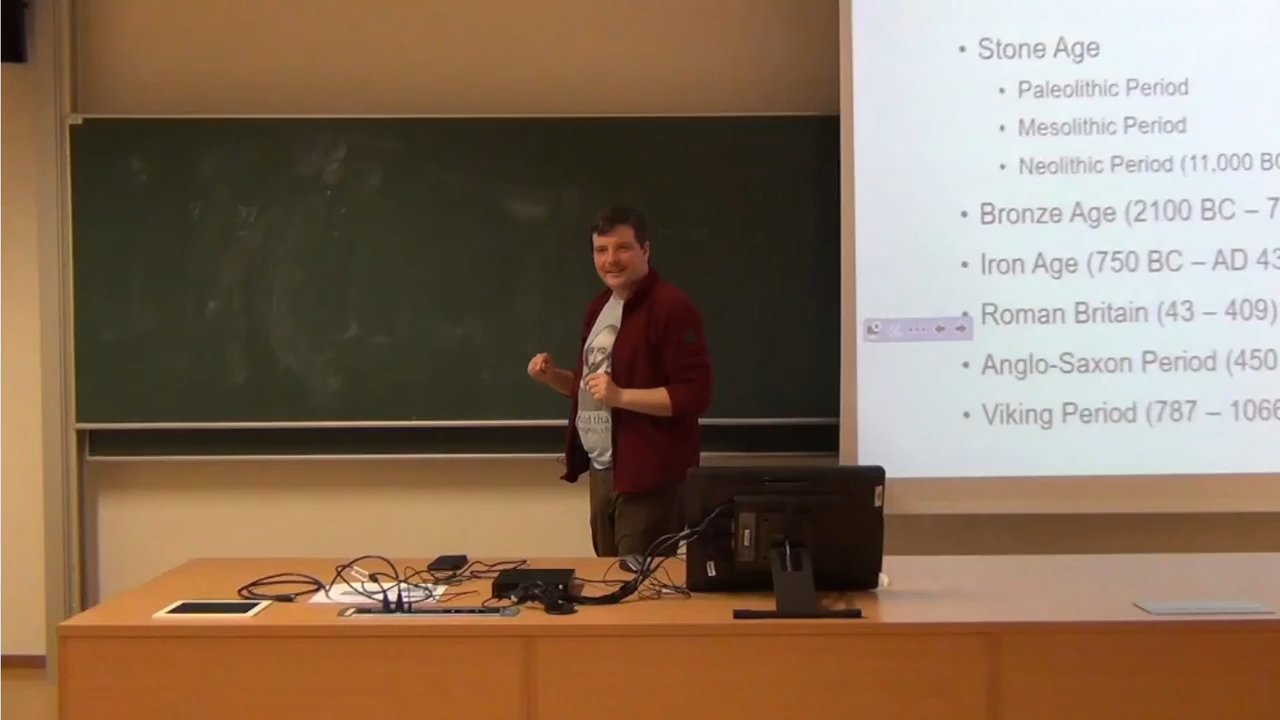 • Stone Age
• Paleolithic Period
• Mesolithic Period
• Neolithic Period (11,000 BC
• Bronze Age (2100 BC – 7
• Iron Age (750 BC – AD 43
• Roman Britain (43 – 409)
• Anglo-Saxon Period (450
• Viking Period (787 – 1066